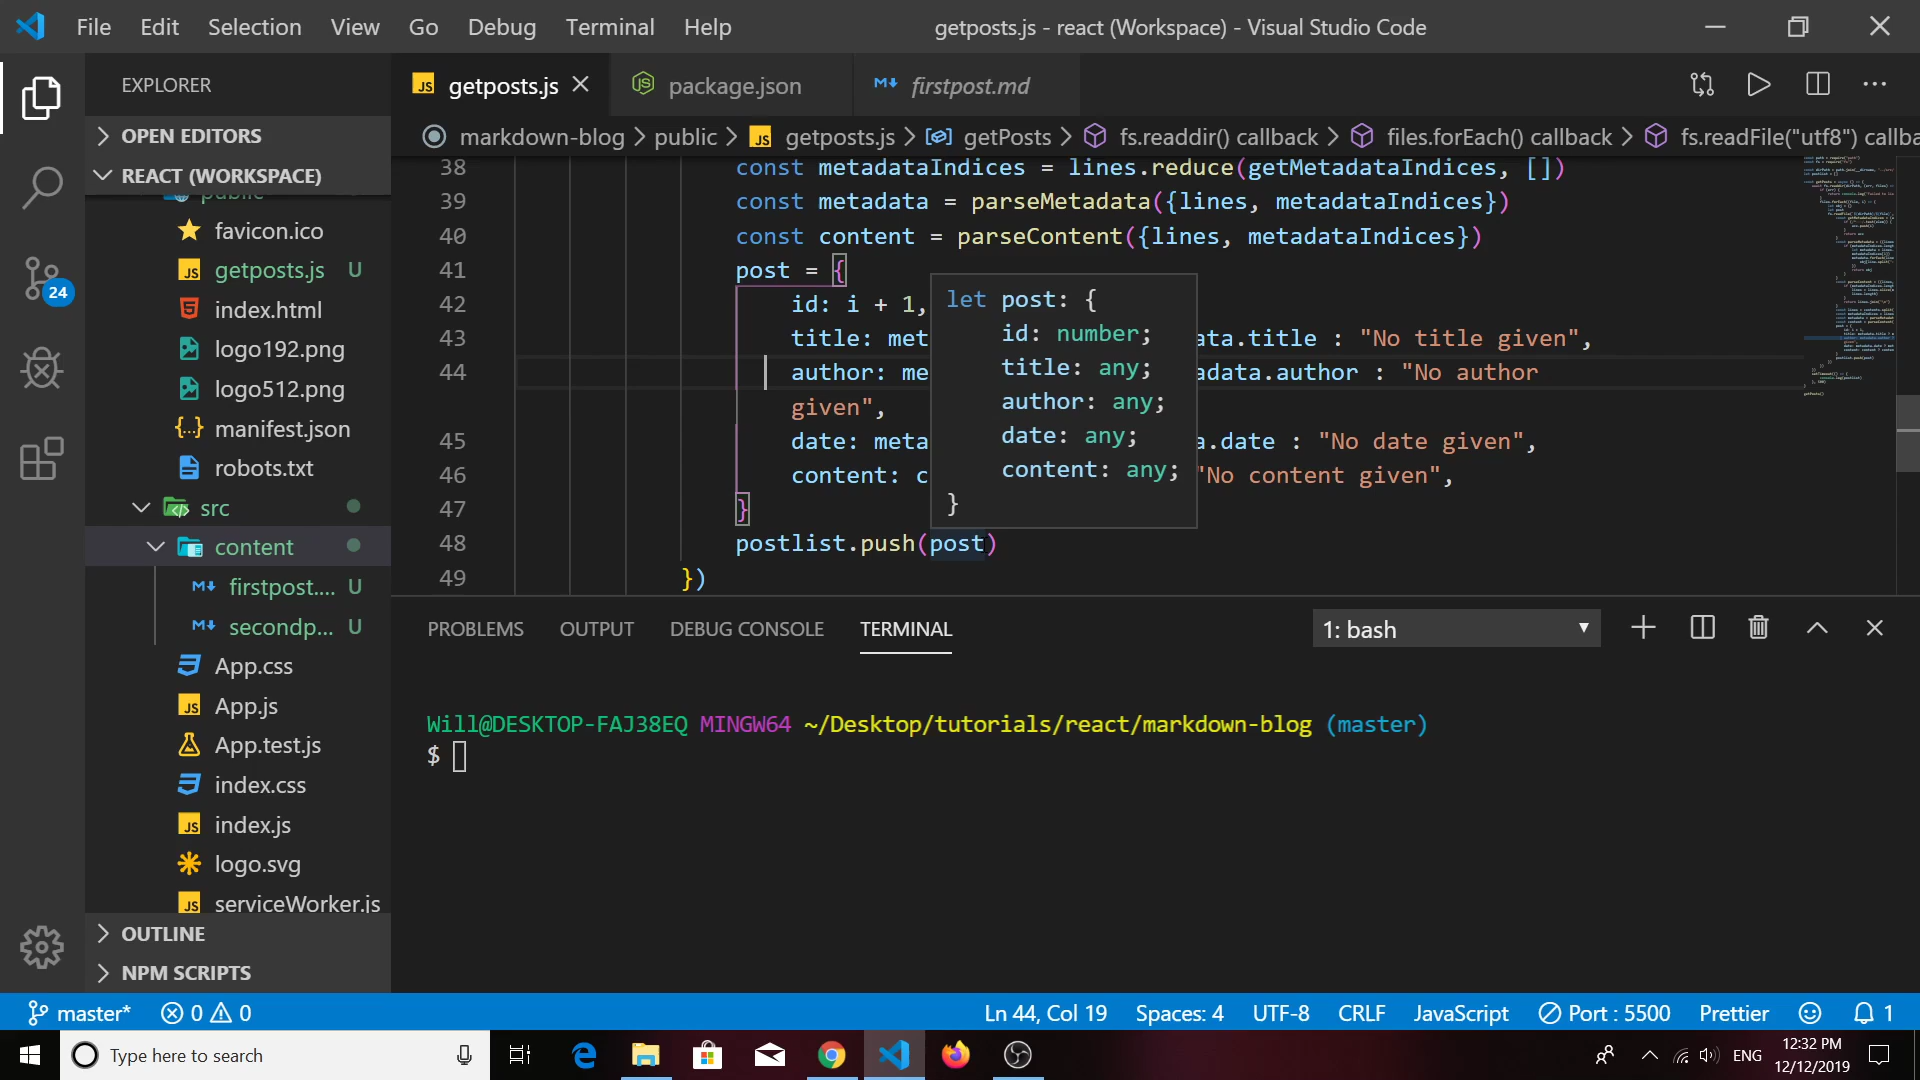 File Edit Selection View Go Debug Terminal Help
getposts.js - react (Workspace) - Visual Studio Code
EXPLORER
OPEN EDITORS
REACT (WORKSPACE)
public
favicon.ico
getposts.js U
index.html
logo192.png
logo512.png
manifest.json
robots.txt
src
content
firstpost.... U
secondp... U
App.css
App.js
App.test.js
index.css
index.js
logo.svg
serviceWorker.js
OUTLINE
NPM SCRIPTS
24
getposts.js
package.json
firstpost.md
markdown-blog > public > getposts.js > getPosts > fs.readdir() callback > files.forEach() callback > fs.readFile("utf8") callba
38 const metadataIndices = lines.reduce(getMetadataIndices, [])
39 const metadata = parseMetadata({lines, metadataIndices})
40 const content = parseContent({lines, metadataIndices})
41 post = {
42 id: i + 1,
43 title: met ata.title : "No title given",
44 author: me adata.author : "No author
given",
45 date: meta a.date : "No date given",
46 content: c "No content given",
47 }
48 postlist.push(post)
49 })
let post: {
id: number;
title: any;
author: any;
date: any;
content: any;
}
PROBLEMS OUTPUT DEBUG CONSOLE TERMINAL
1: bash
Will@DESKTOP-FAJ38EQ MINGW64 ~/Desktop/tutorials/react/markdown-blog (master)
$
master* 0 0
Ln 44, Col 19 Spaces: 4 UTF-8 CRLF JavaScript Port : 5500 Prettier 1
Type here to search
ENG
12:32 PM
12/12/2019